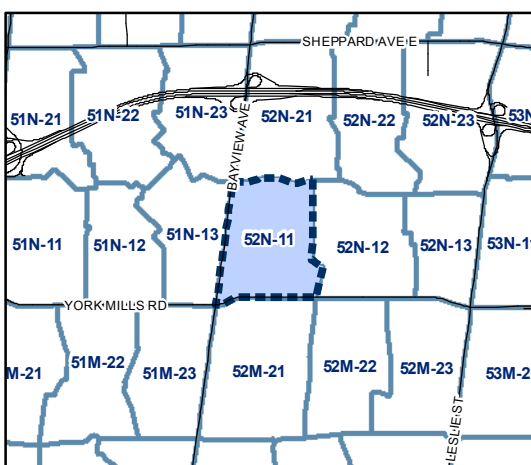 SHEPPARD AVE E
51N-21
51N-22
51N-23
BAYVIEW AVE
52N-21
52N-22
52N-23
53N
51N-11
51N-12
51N-13
52N-11
52N-12
52N-13
53N-1
YORK MILLS RD
M-21
51M-22
51M-23
52M-21
52M-22
52M-23
53M-2
LESLIE ST